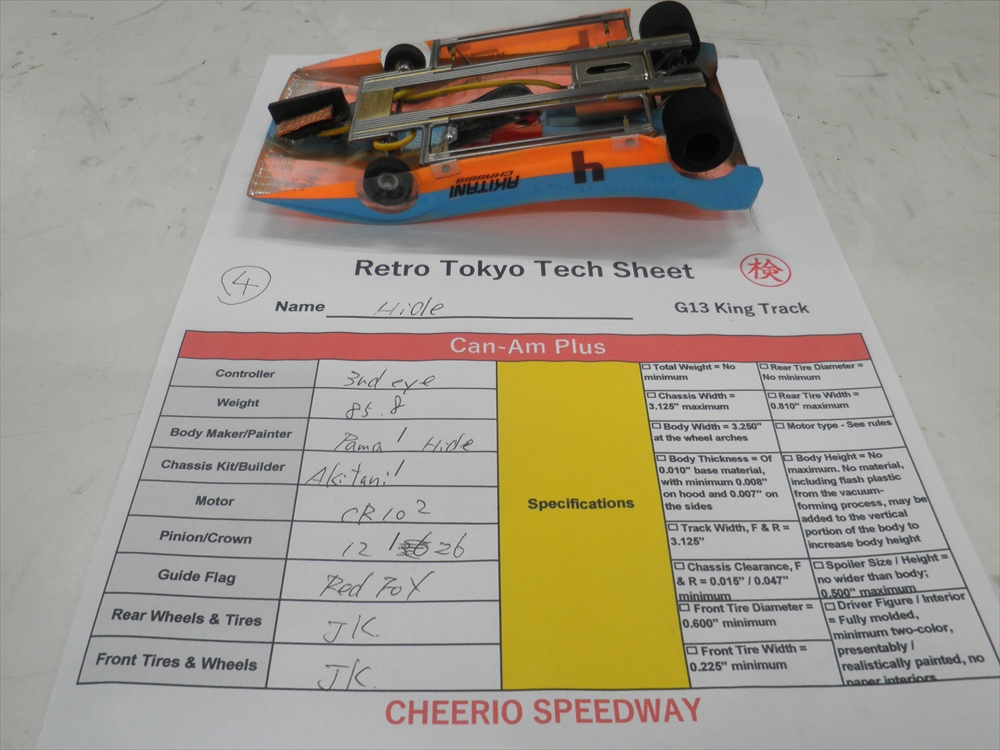 AKITANI
CHASSIS
h
Retro Tokyo Tech Sheet
検
4
Name Hide
G13 King Track
Can-Am Plus
Controller 3nd eye
Weight 85.8
Body Maker/Painter Pama / Hide
Chassis Kit/Builder Akitani
Motor CR102
Pinion/Crown 12 / 26
Guide Flag Red Fox
Rear Wheels & Tires JK
Front Tires & Wheels JK.
Specifications
☐ Total Weight = No
minimum
☐ Rear Tire Diameter =
No minimum
☐ Chassis Width =
3.125" maximum
☐ Rear Tire Width =
0.810" maximum
☐ Body Width = 3.250"
at the wheel arches
☐ Motor type - See rules
☐ Body Thickness = Of
0.010" base material,
with minimum 0.008"
on hood and 0.007" on
the sides
☐ Body Height = No
maximum. No material,
including flash plastic
from the vacuum-
forming process, may be
added to the vertical
portion of the body to
increase body height
☐ Track Width, F & R =
3.125"
☐ Chassis Clearance, F
& R = 0.015" / 0.047"
minimum
☐ Spoiler Size / Height =
no wider than body;
0.500" maximum
☐ Front Tire Diameter =
0.600" minimum
☐ Driver Figure / Interior
= Fully molded,
minimum two-color,
presentably /
realistically painted, no
paper interiors
☐ Front Tire Width =
0.225" minimum
CHEERIO SPEEDWAY